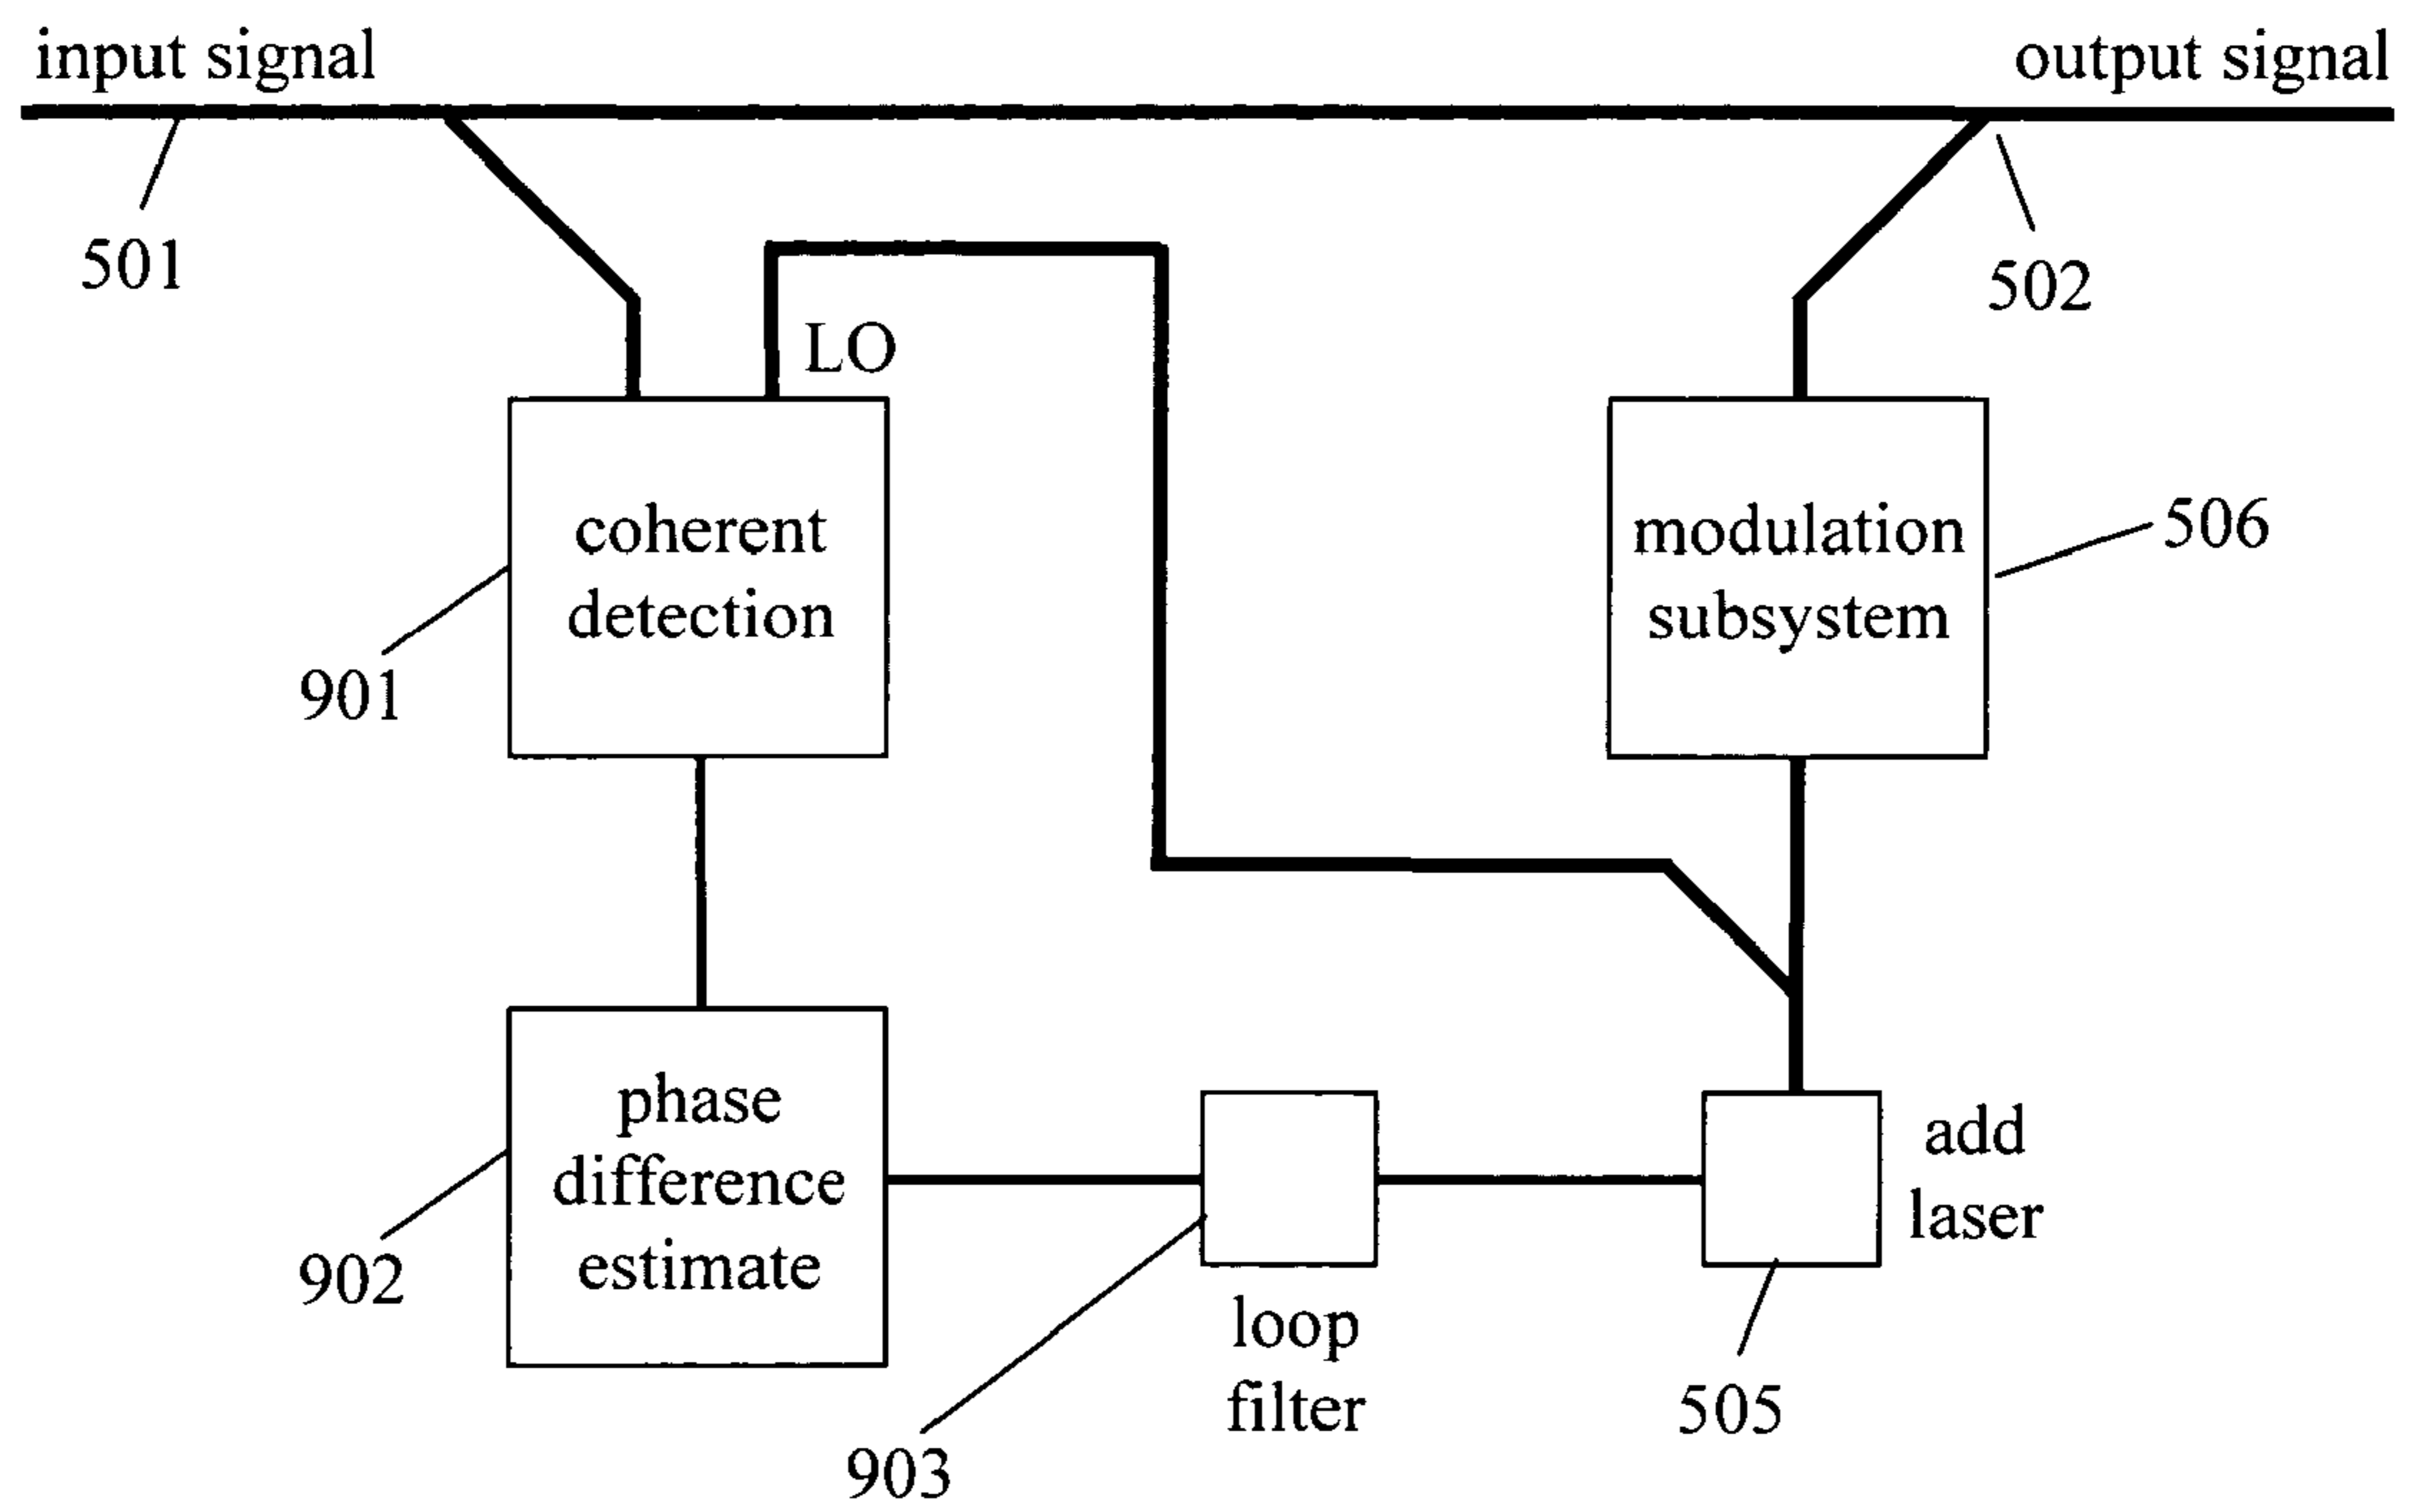 input signal
output signal
501
502
LO
coherent
detection
901
modulation
subsystem
506
phase
difference
estimate
902
loop
filter
903
add
laser
505